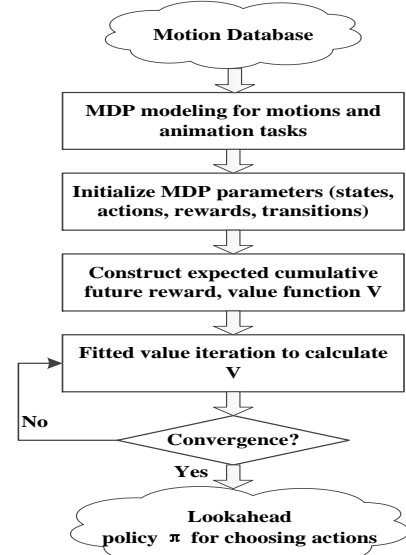 Motion Database
MDP modeling for motions and
animation tasks
Initialize MDP parameters (states,
actions, rewards, transitions)
Construct expected cumulative
future reward, value function V
Fitted value iteration to calculate
V
No
Convergence?
Yes
Lookahead
policy π for choosing actions